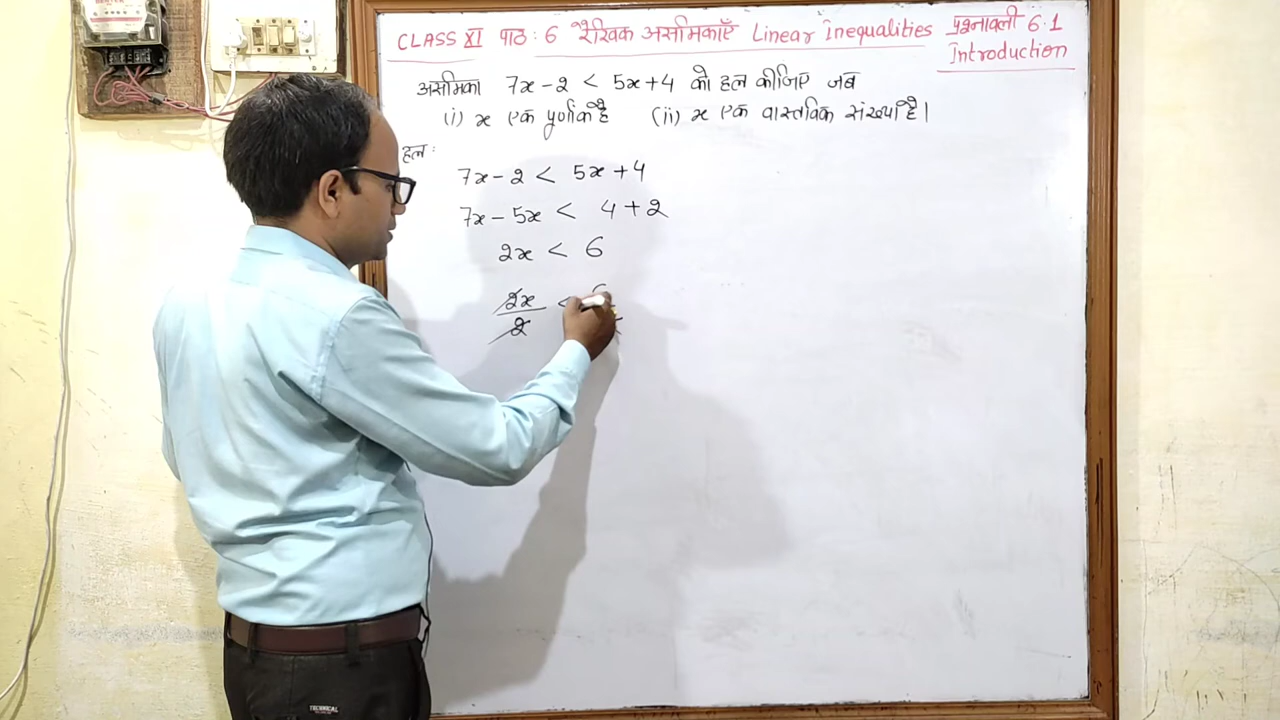 CLASS XI पाठ: 6 रैखिक असमिकाएँ Linear Inequalities प्रश्नावली 6.1
Introduction
असमिका 7x - 2 < 5x + 4 को हल कीजिए जब
(i) x एक पूर्णांक है (ii) x एक वास्तविक संख्या है।
हल:
7x - 2 < 5x + 4
7x - 5x < 4 + 2
2x < 6
2x <
2
TECHNICAL